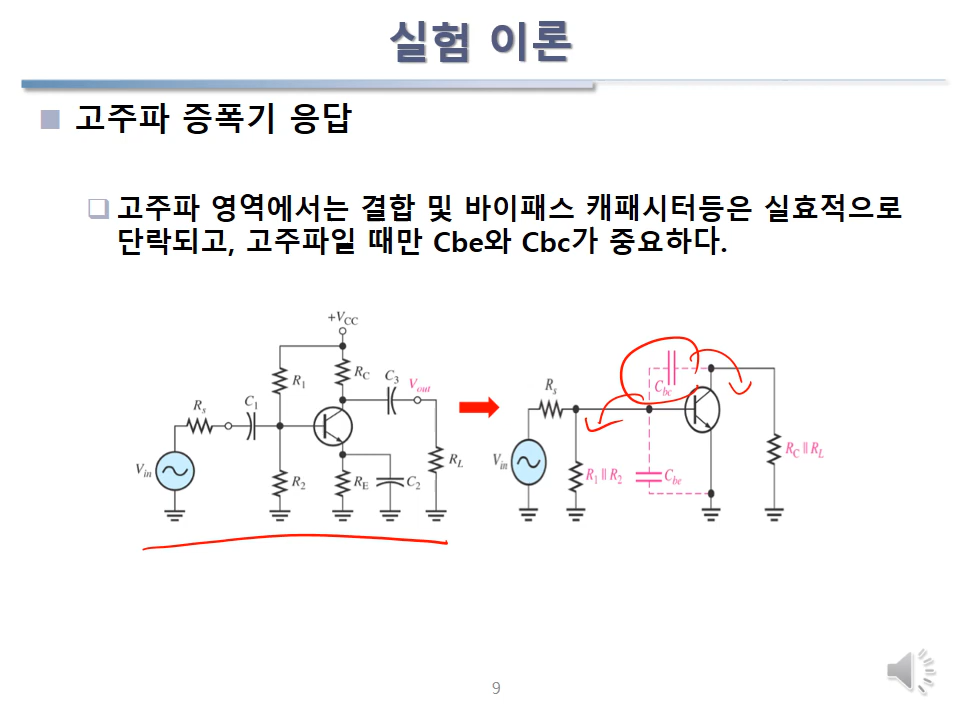 실험 이론
고주파 증폭기 응답
고주파 영역에서는 결합 및 바이패스 캐패시터등은 실효적으로
단락되고, 고주파일 때만 Cbe와 Cbc가 중요하다.
+VCC
R1
RC
C3
Vout
Rs
C1
Vin
R2
RE
C2
RL
Rs
Cbc
Vin
R1 || R2
Cbe
RC || RL
9